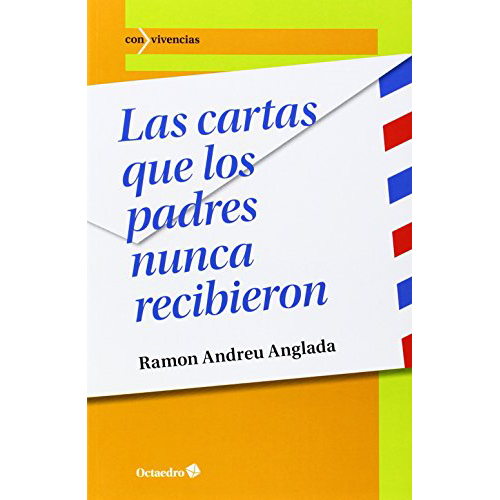 con vivencias
Las cartas
que los
padres
nunca
recibieron
Ramon Andreu Anglada
Octaedro